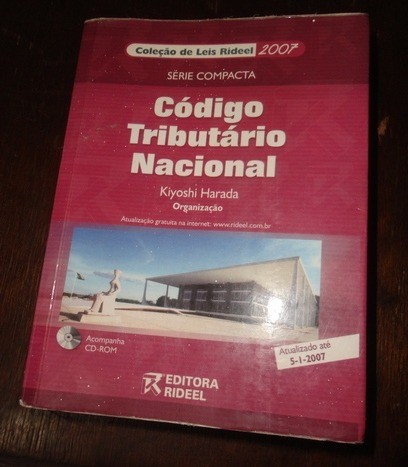 Coleção de Leis Rideel 2007
SÉRIE COMPACTA
Código
Tributário
Nacional
Kiyoshi Harada
Organização
Atualização gratuita na internet: www.rideel.com.br
Acompanha
CD-ROM
Atualizado até
5-1-2007
EDITORA
RIDEEL